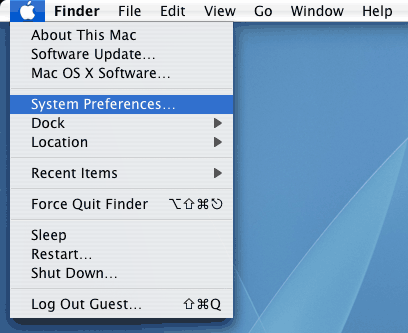 Finder File Edit View Go Window Help
About This Mac
Software Update...
Mac OS X Software...
System Preferences...
Dock
Location
Recent Items
Force Quit Finder ⌥⇧⌘⎋
Sleep
Restart...
Shut Down...
Log Out Guest... ⇧⌘Q